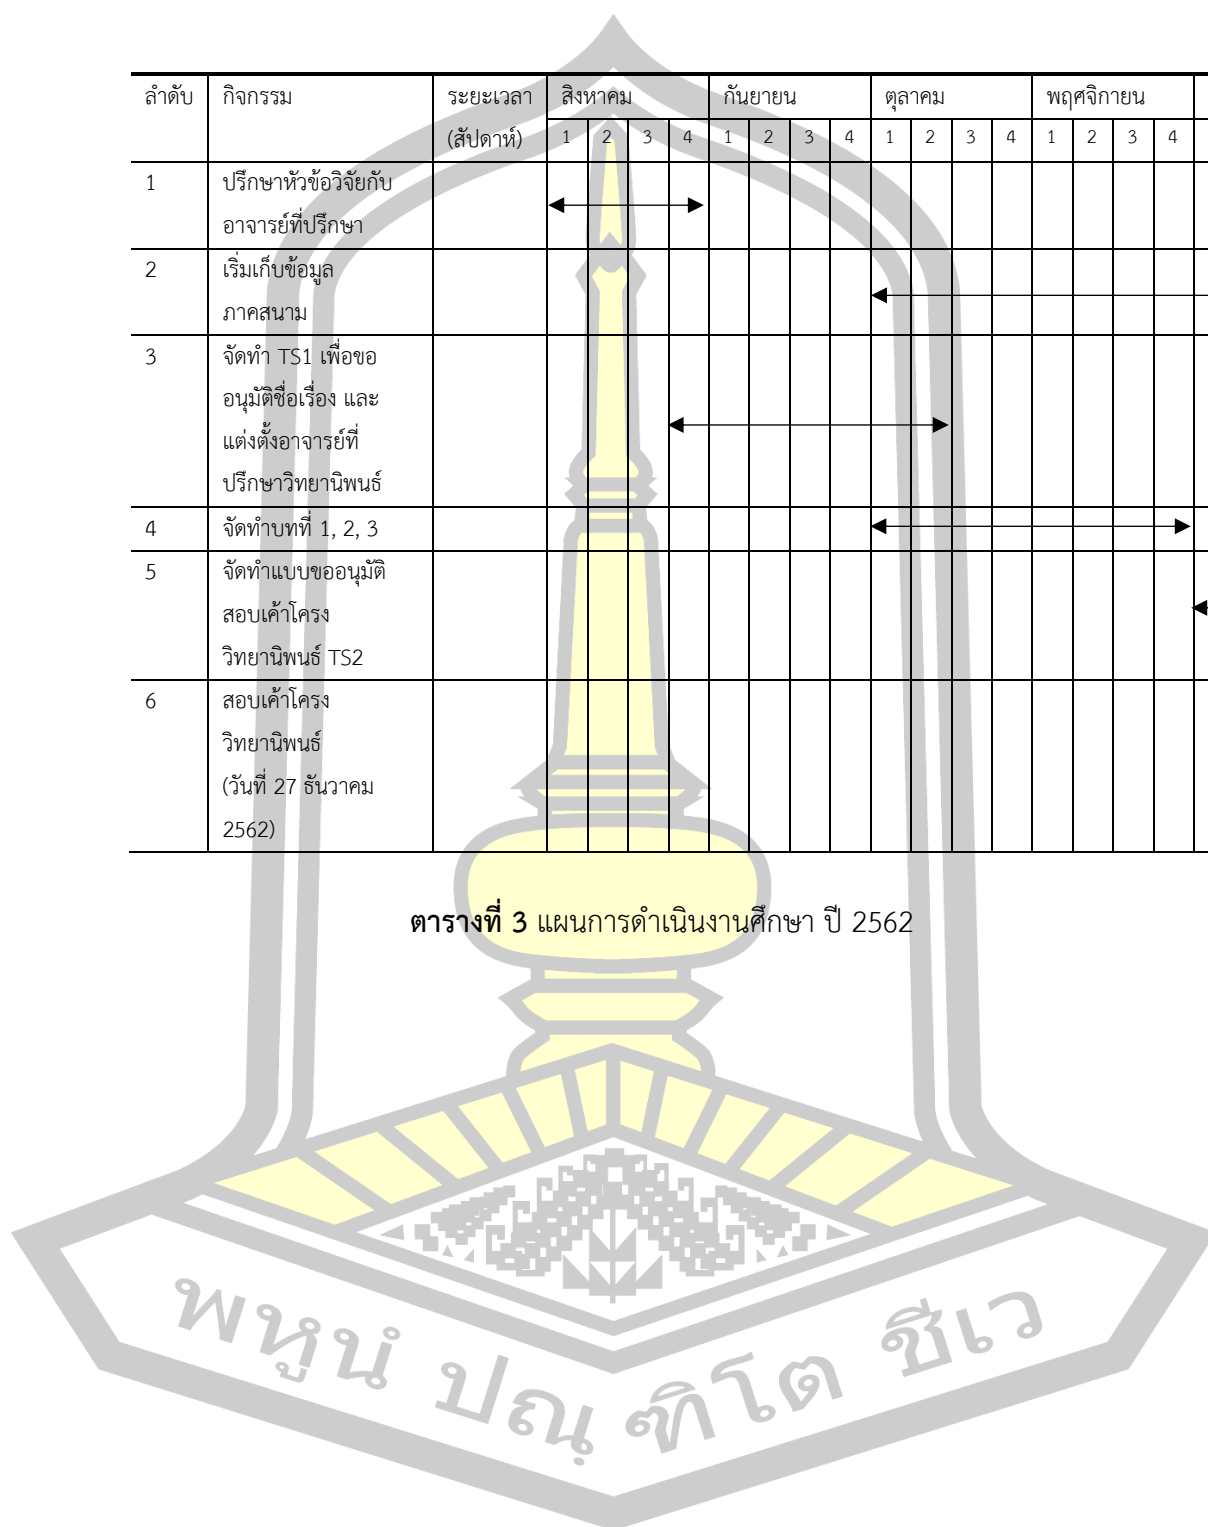 ลำดับ กิจกรรม ระยะเวลา สิงหาคม กันยายน ตุลาคม พฤศจิกายน
(สัปดาห์) 1 2 3 4 1 2 3 4 1 2 3 4 1 2 3 4
1 ปรึกษาหัวข้อวิจัยกับ
อาจารย์ที่ปรึกษา
2 เริ่มเก็บข้อมูล
ภาคสนาม
3 จัดทำ TS1 เพื่อขอ
อนุมัติชื่อเรื่อง และ
แต่งตั้งอาจารย์ที่
ปรึกษาวิทยานิพนธ์
4 จัดทำบทที่ 1, 2, 3
5 จัดทำแบบขออนุมัติ
สอบเค้าโครง
วิทยานิพนธ์ TS2
6 สอบเค้าโครง
วิทยานิพนธ์
(วันที่ 27 ธันวาคม
2562)
ตารางที่ 3 แผนการดำเนินงานศึกษา ปี 2562
พหูนํ ปณฺฑิโต ชีเว